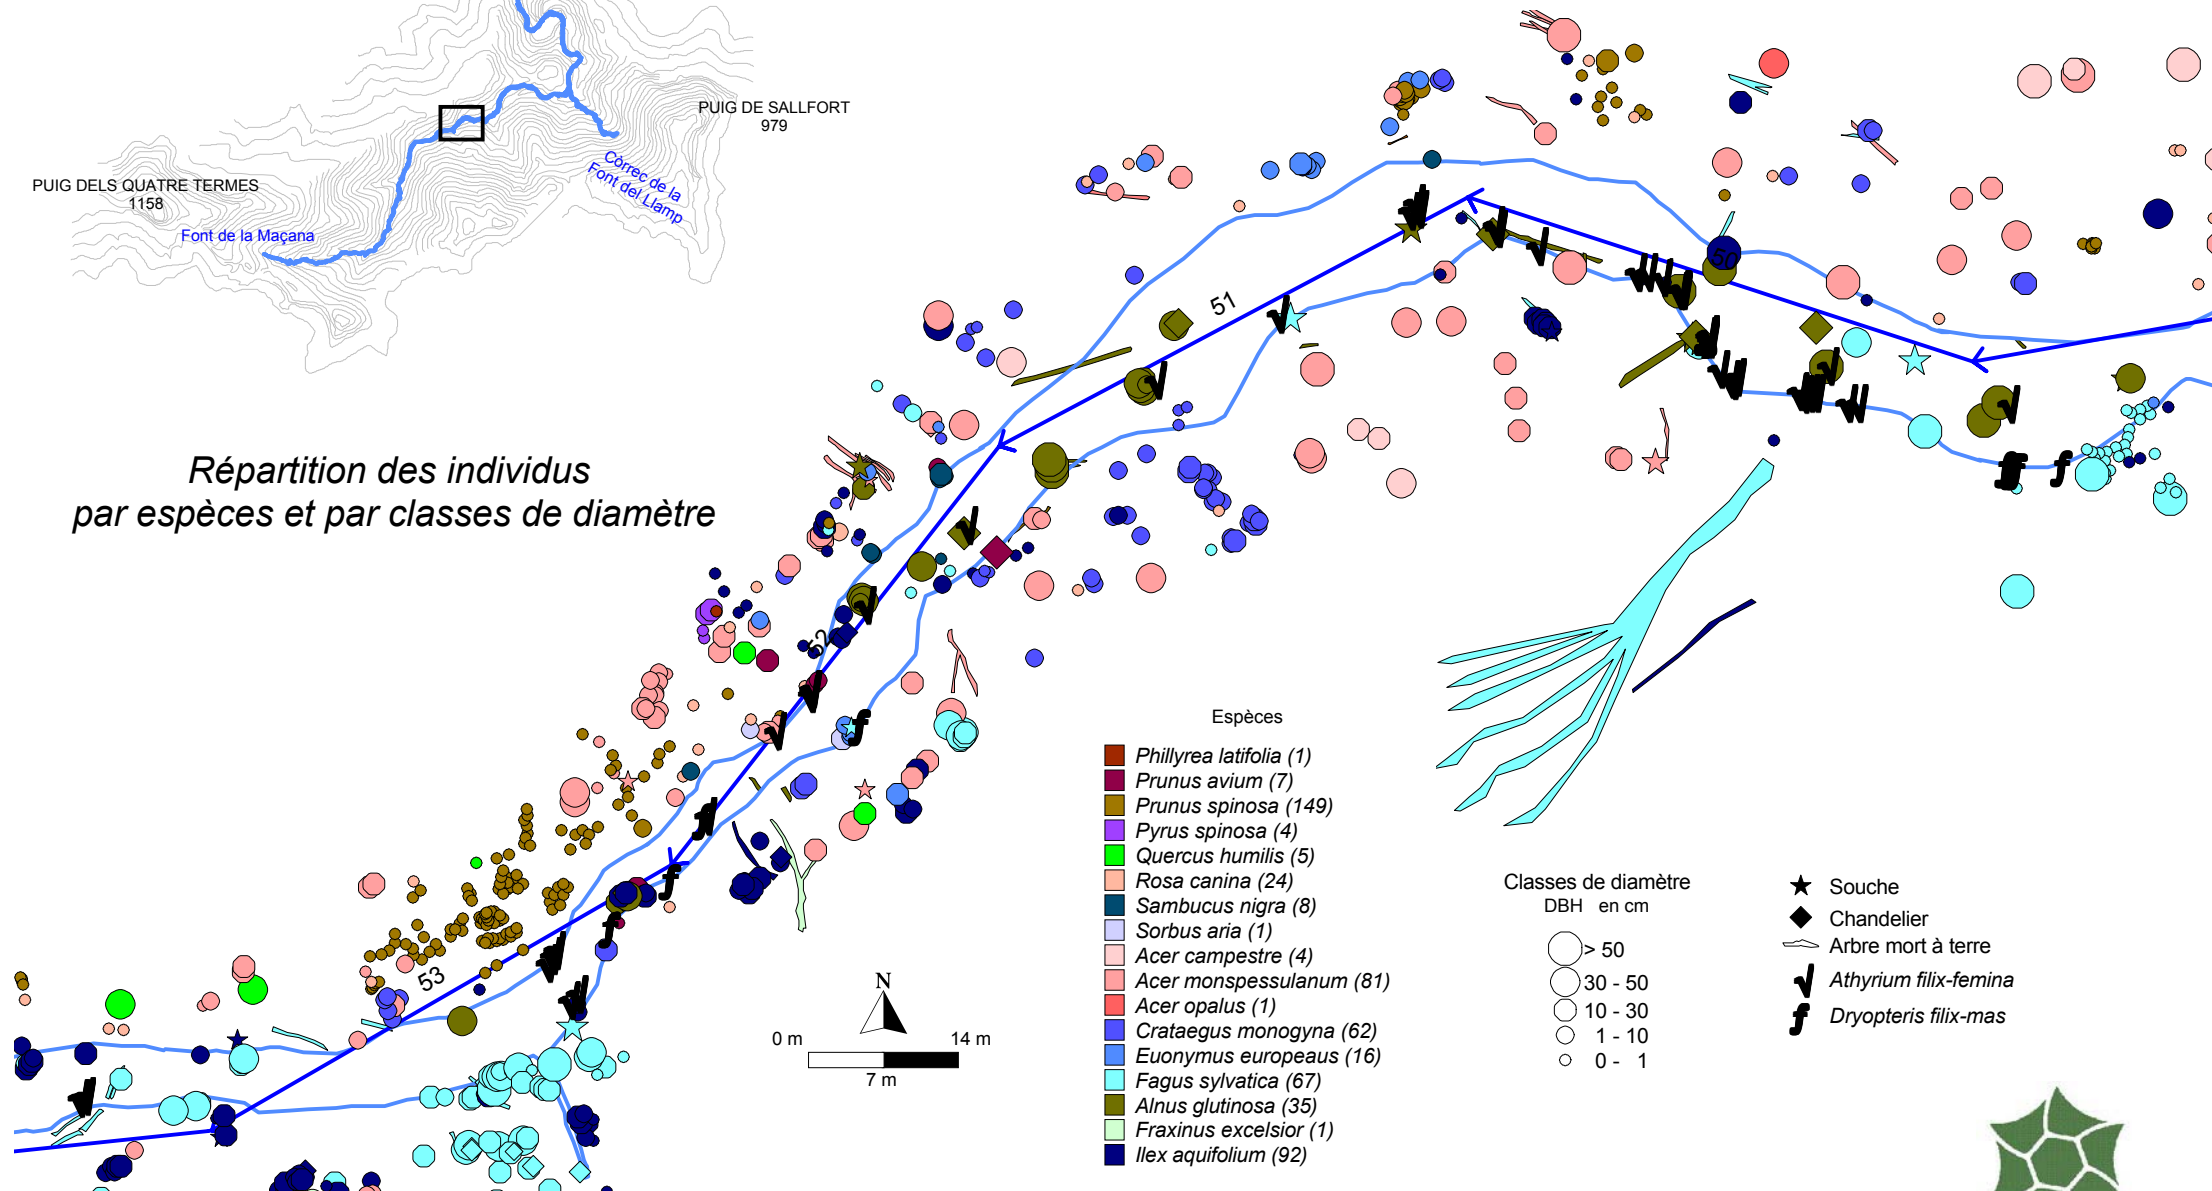 PUIG DE SALLFORT
979
Còrrec de la
Font del Llamp
PUIG DELS QUATRE TERMES
1158
Font de la Maçana
50
51
52
53
Répartition des individus
par espèces et par classes de diamètre
Espèces
Phillyrea latifolia (1)
Prunus avium (7)
Prunus spinosa (149)
Pyrus spinosa (4)
Quercus humilis (5)
Rosa canina (24)
Sambucus nigra (8)
Sorbus aria (1)
Acer campestre (4)
Acer monspessulanum (81)
Acer opalus (1)
Crataegus monogyna (62)
Euonymus europeaus (16)
Fagus sylvatica (67)
Alnus glutinosa (35)
Fraxinus excelsior (1)
Ilex aquifolium (92)
Classes de diamètre
DBH en cm
> 50
30 - 50
10 - 30
1 - 10
0 - 1
Souche
Chandelier
Arbre mort à terre
Athyrium filix-femina
Dryopteris filix-mas
N
0 m 14 m
7 m